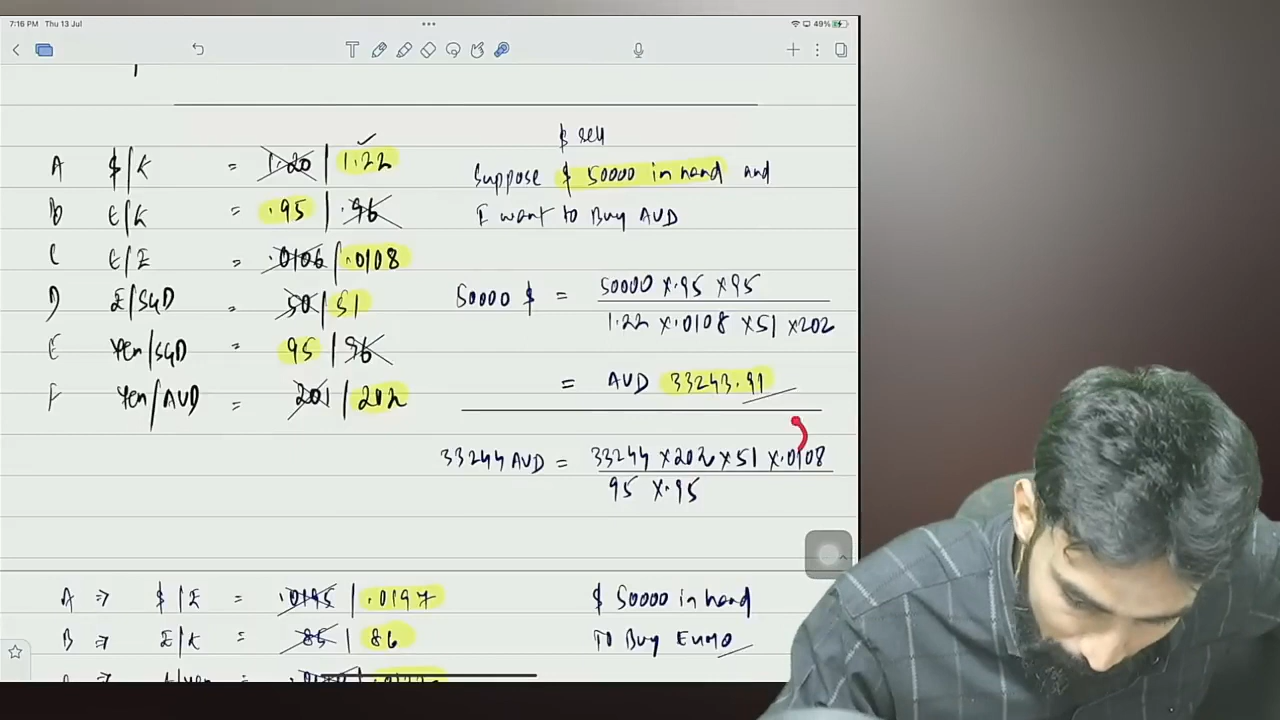 7:16 PM Thu 13 Jul
49%
A $/K = 1.20 | 1.22
B €/K = .95 | .96
C €/£ = .0106 | .0108
D £/SGD = 50 | 51
E Yen/SGD = 95 | 96
F Yen/AUD = 201 | 202
$ sell
Suppose $ 50000 in hand and
I want to Buy AUD
50000 $ = 50000 x .95 x 95
1.22 x .0108 x 51 x 202
= AUD 33243.91
33244 AUD = 33244 x 202 x 51 x .0108
95 x .95
A ⇒ $/£ = .0195 | .0197
B ⇒ £/K = 85 | 86
$ 50000 in hand
To Buy Euro